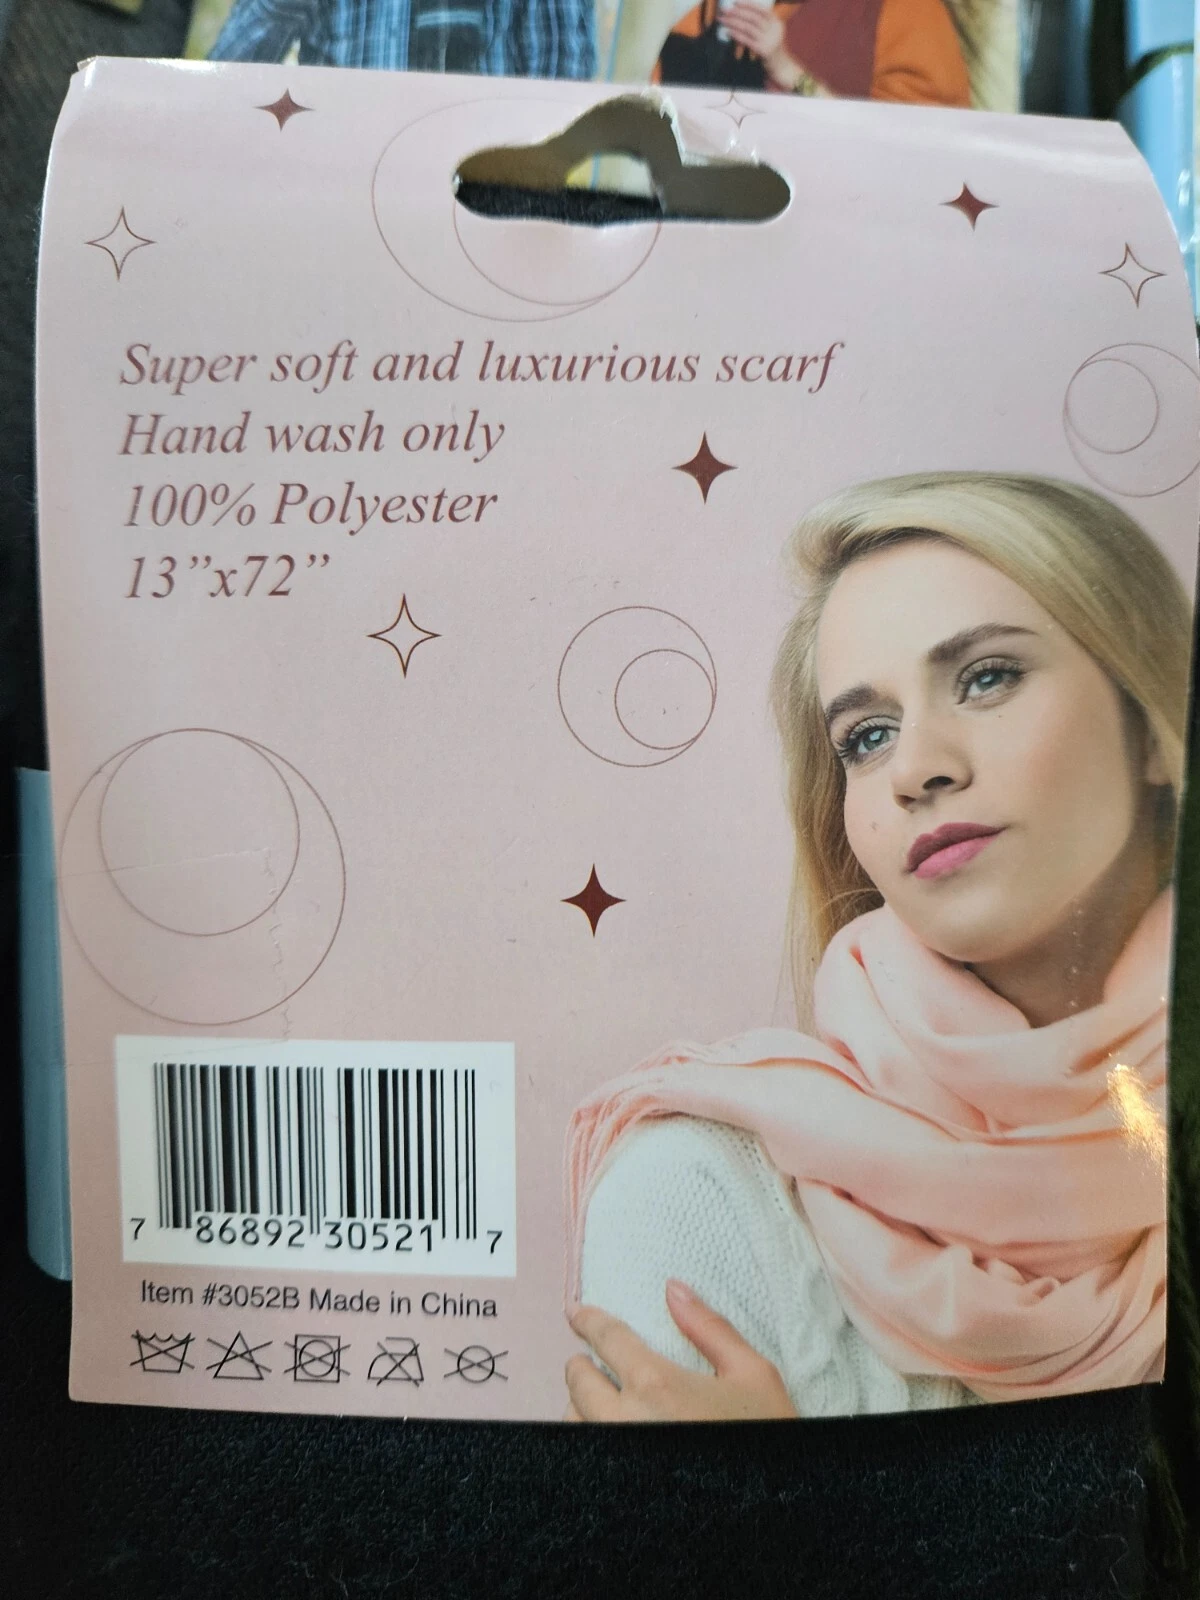 Super soft and luxurious scarf
Hand wash only
100% Polyester
13”x72”
7 86892 30521 7
Item #3052B Made in China